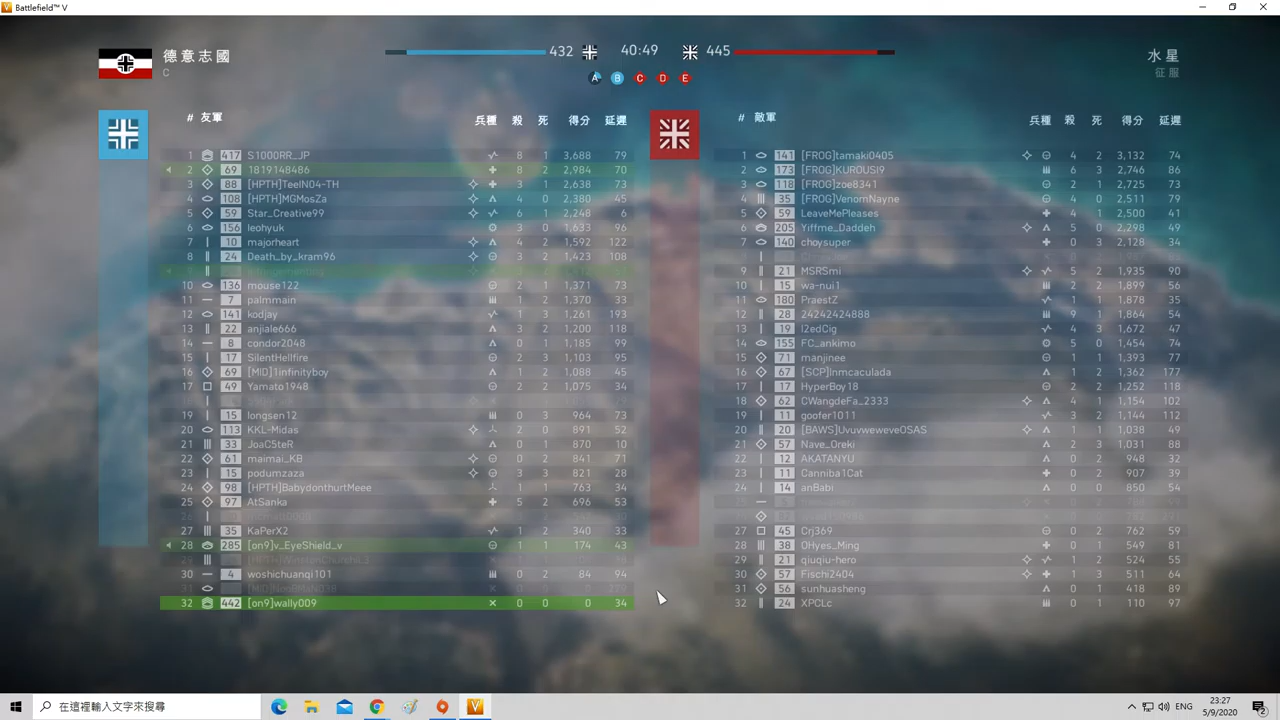 Battlefield™ V
德意志國
C
432
40:49
445
水星
征服
A B C D E
# 友軍 兵種 殺 死 得分 延遲
1 417 S1000RR_JP 8 1 3,688 79
2 69 1819148486 8 2 2,984 70
3 88 [HPTH]TeeIN04-TH 3 1 2,638 73
4 108 [HPTH]MGMosZa 4 0 2,380 45
5 59 Star_Creative99 6 1 2,248 6
6 156 leohyuk 3 0 1,633 96
7 10 majorheart 4 2 1,592 122
8 24 Death_by_kram96 3 2 1,423 108
10 136 mouse122 2 1 1,371 73
11 7 palmmain 2 1 1,370 33
12 141 kodjay 3 1 1,261 193
13 22 anjiale666 3 2 1,200 118
14 8 condor2048 0 1 1,185 99
15 17 SilentHellfire 2 3 1,103 95
16 69 [MID]1infinityboy 1 2 1,088 45
17 49 Yamato1948 2 2 1,075 34
19 15 longsen12 0 3 964 73
20 113 KKL-Midas 0 2 891 52
21 33 JoaC5teR 0 1 870 10
22 61 maimai_KB 0 2 841 71
23 15 podumzaza 3 3 821 28
24 98 [HPTH]BabydonthurtMeee 1 1 763 34
25 97 AtSanka 5 2 696 53
27 35 KaPerX2 1 2 340 33
28 285 [on9]v_EyeShield_v 1 1 174 43
30 4 woshichuanqi101 0 2 84 94
32 442 [on9]wally009 0 0 0 34
# 敵軍 兵種 殺 死 得分 延遲
1 141 [FROG]tamaki0405 4 2 3,132 74
2 173 [FROG]KUROUSI9 6 3 2,746 86
3 118 [FROG]zoe8341 2 2 2,725 73
4 35 [FROG]VenomNayne 4 0 2,511 79
5 59 LeaveMePleases 4 1 2,500 41
6 205 Yiffme_Daddeh 5 0 2,298 49
7 140 choysuper 0 3 2,128 34
9 21 MSRSmi 5 2 1,935 90
10 15 wa-nui1 2 2 1,899 56
11 180 PraestZ 1 1 1,878 35
12 28 24242424888 9 1 1,864 54
13 19 l2edCig 4 3 1,672 47
14 155 FC_ankimo 5 0 1,454 74
15 71 manjinee 2 1 1,393 77
16 67 [SCP]Inmcaculada 1 2 1,362 177
17 17 HyperBoy18 2 2 1,252 118
18 62 CWangdeFa_2333 4 1 1,154 102
19 11 goofer1011 3 2 1,144 112
20 20 [BAWS]UvuvweweveOSAS 1 1 1,038 49
21 57 Nave_Oreki 2 3 1,031 88
22 12 AKATANYU 0 2 948 32
23 11 Canniba1Cat 0 2 907 39
24 14 anBabi 0 0 850 54
27 45 Crj369 0 2 762 59
28 38 OHyes_Ming 0 1 549 81
29 21 qiuqiu-hero 1 2 524 55
30 57 Fischi2404 1 3 511 64
31 56 sunhuasheng 0 2 418 89
32 24 XPCLc 0 1 110 97
在這裡輸入文字來搜尋
ENG
23:27
5/9/2020
2